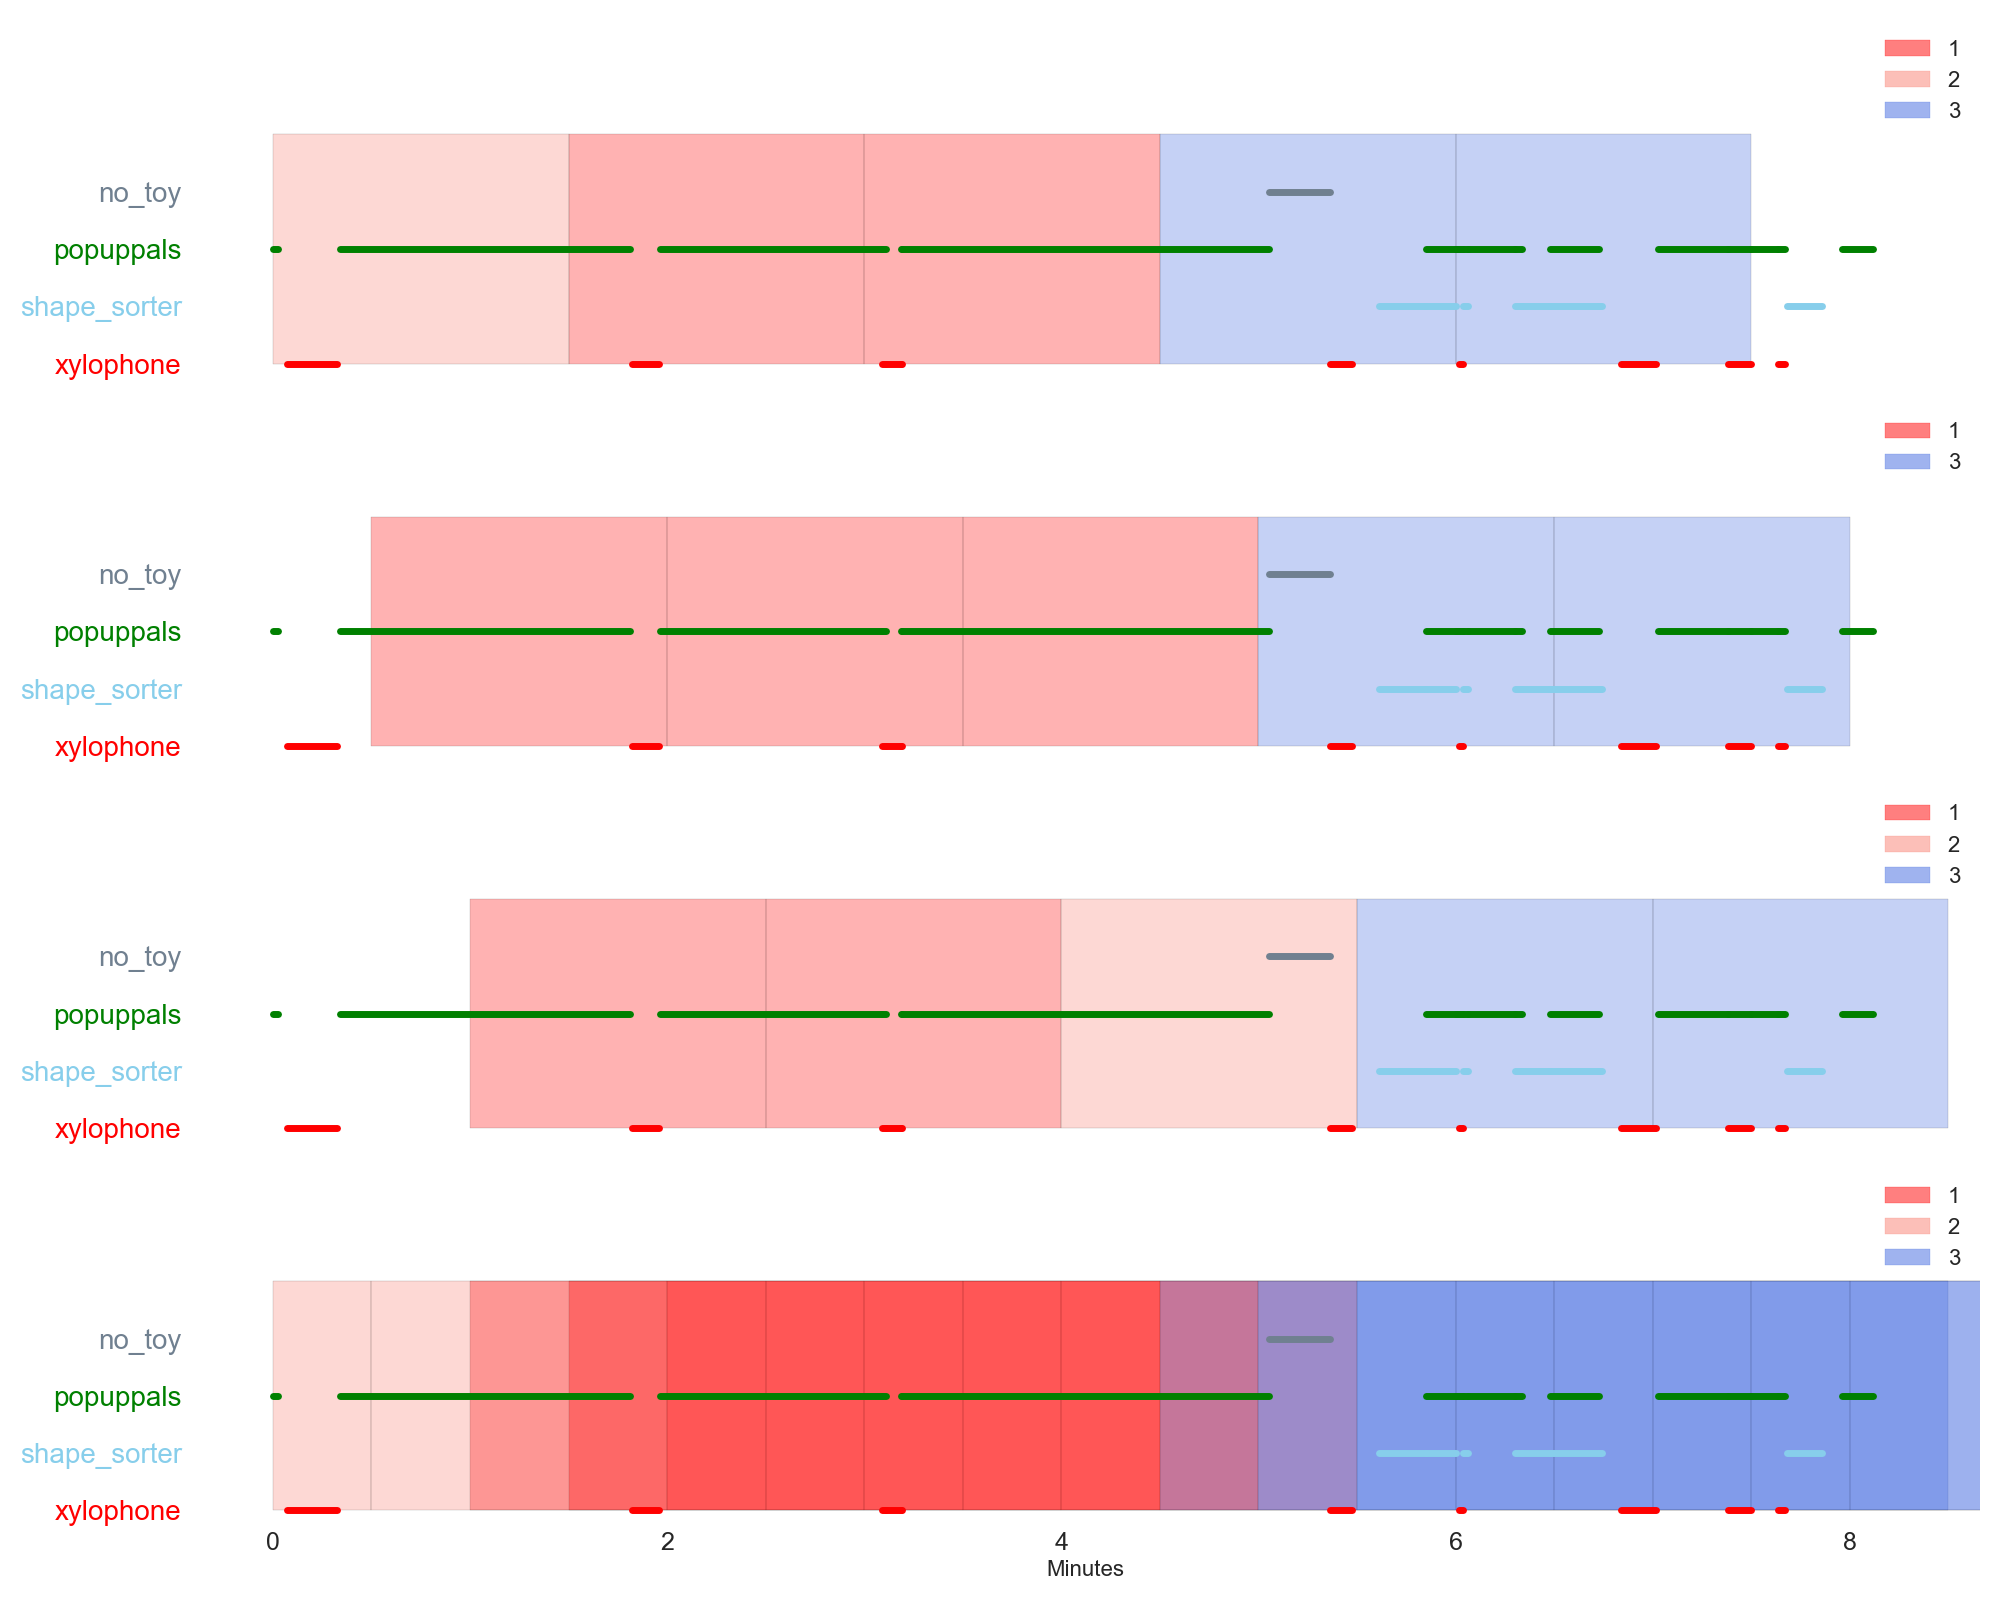 1
2
3
no_toy
popuppals
shape_sorter
xylophone
1
3
no_toy
popuppals
shape_sorter
xylophone
1
2
3
no_toy
popuppals
shape_sorter
xylophone
1
2
3
no_toy
popuppals
shape_sorter
xylophone
0 2 4 6 8
Minutes